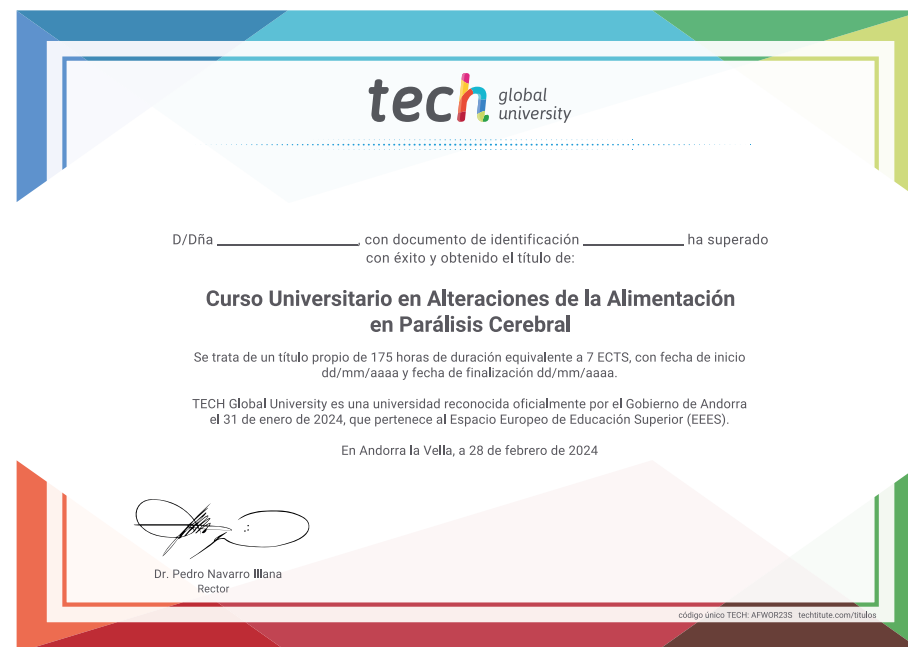 tech global university
D/Dña ____________________, con documento de identificación ______________ ha superado
con éxito y obtenido el título de:
Curso Universitario en Alteraciones de la Alimentación
en Parálisis Cerebral
Se trata de un título propio de 175 horas de duración equivalente a 7 ECTS, con fecha de inicio
dd/mm/aaaa y fecha de finalización dd/mm/aaaa.
TECH Global University es una universidad reconocida oficialmente por el Gobierno de Andorra
el 31 de enero de 2024, que pertenece al Espacio Europeo de Educación Superior (EEES).
En Andorra la Vella, a 28 de febrero de 2024
Dr. Pedro Navarro Illana
Rector
código único TECH: AFWOR23S techtitute.com/titulos